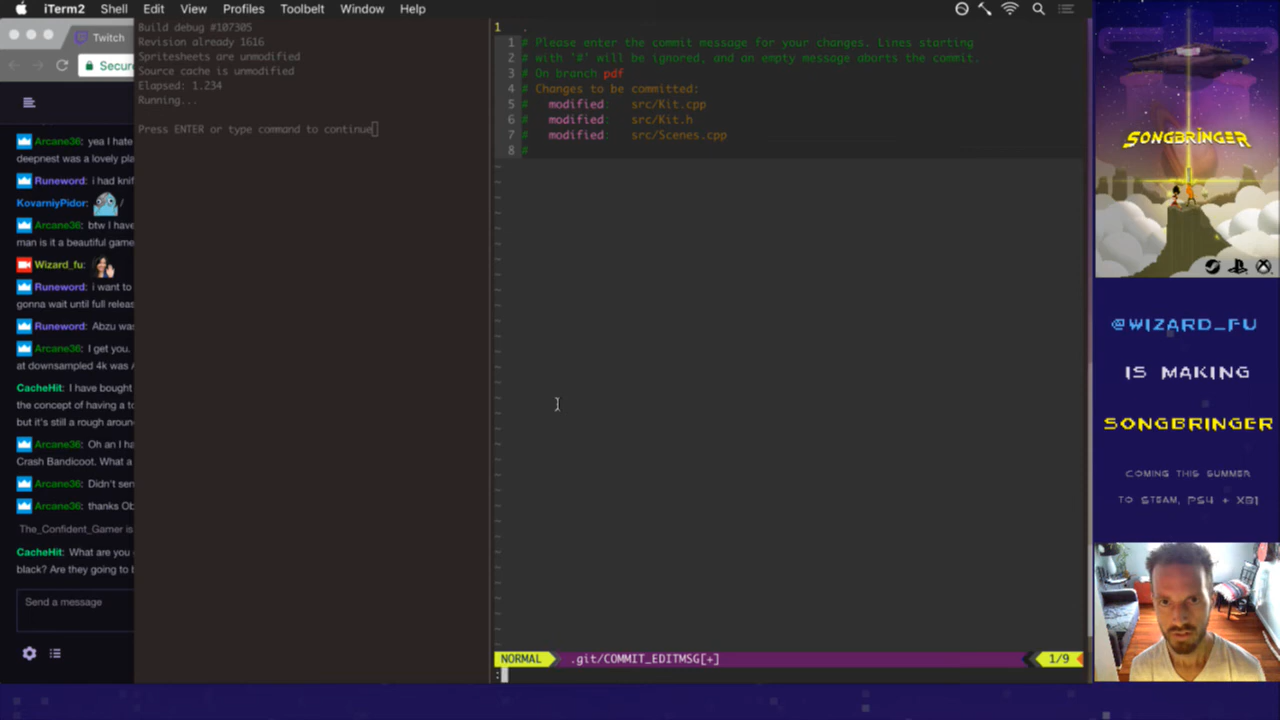 iTerm2 Shell Edit View Profiles Toolbelt Window Help
Twitch
Secur
Arcane36: yea I hate
deepnest was a lovely pla
Runeword: i had knif
KovarniyPidor: /
Arcane36: btw I have
man is it a beautiful game
Wizard_fu:
Runeword: i want to
gonna wait until full releas
Runeword: Abzu was
Arcane36: I get you.
at downsampled 4k was
CacheHit: I have bought
the concept of having a to
but it's still a rough aroun
Arcane36: Oh an I ha
Crash Bandicoot. What a
Arcane36: Didn't sen
Arcane36: thanks Ob
The_Confident_Gamer is
CacheHit: What are you
black? Are they going to t
Send a message
Build debug #107305
Revision already 1616
Spritesheets are unmodified
Source cache is unmodified
Elapsed: 1.234
Running...
Press ENTER or type command to continue
1 .
1 # Please enter the commit message for your changes. Lines starting
2 # with '#' will be ignored, and an empty message aborts the commit.
3 # On branch pdf
4 # Changes to be committed:
5 # modified: src/Kit.cpp
6 # modified: src/Kit.h
7 # modified: src/Scenes.cpp
8 #
NORMAL .git/COMMIT_EDITMSG[+] 1/9
:
SONGBRINGER
@WIZARD_FU
IS MAKING
SONGBRINGER
COMING THIS SUMMER
TO STEAM, PS4 + XB1